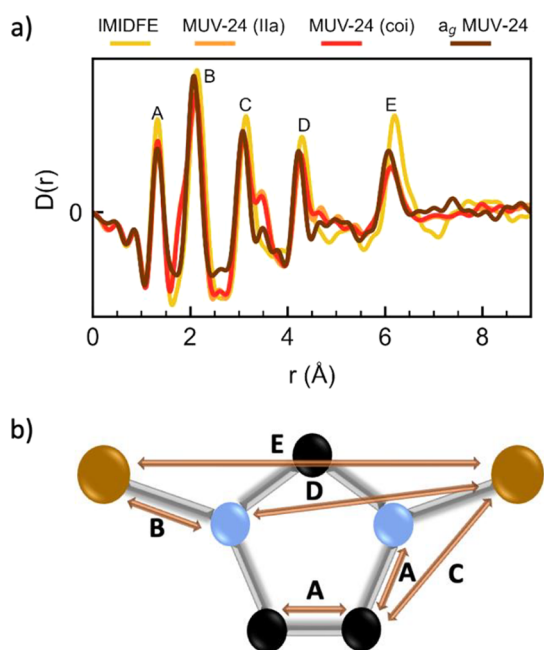 a)
IMIDFE MUV-24 (IIa) MUV-24 (coi) ag MUV-24
A
B
C
D
E
D(r)
0
0 2 4 6 8
r (Å)
b)
E
D
B
A
A
C